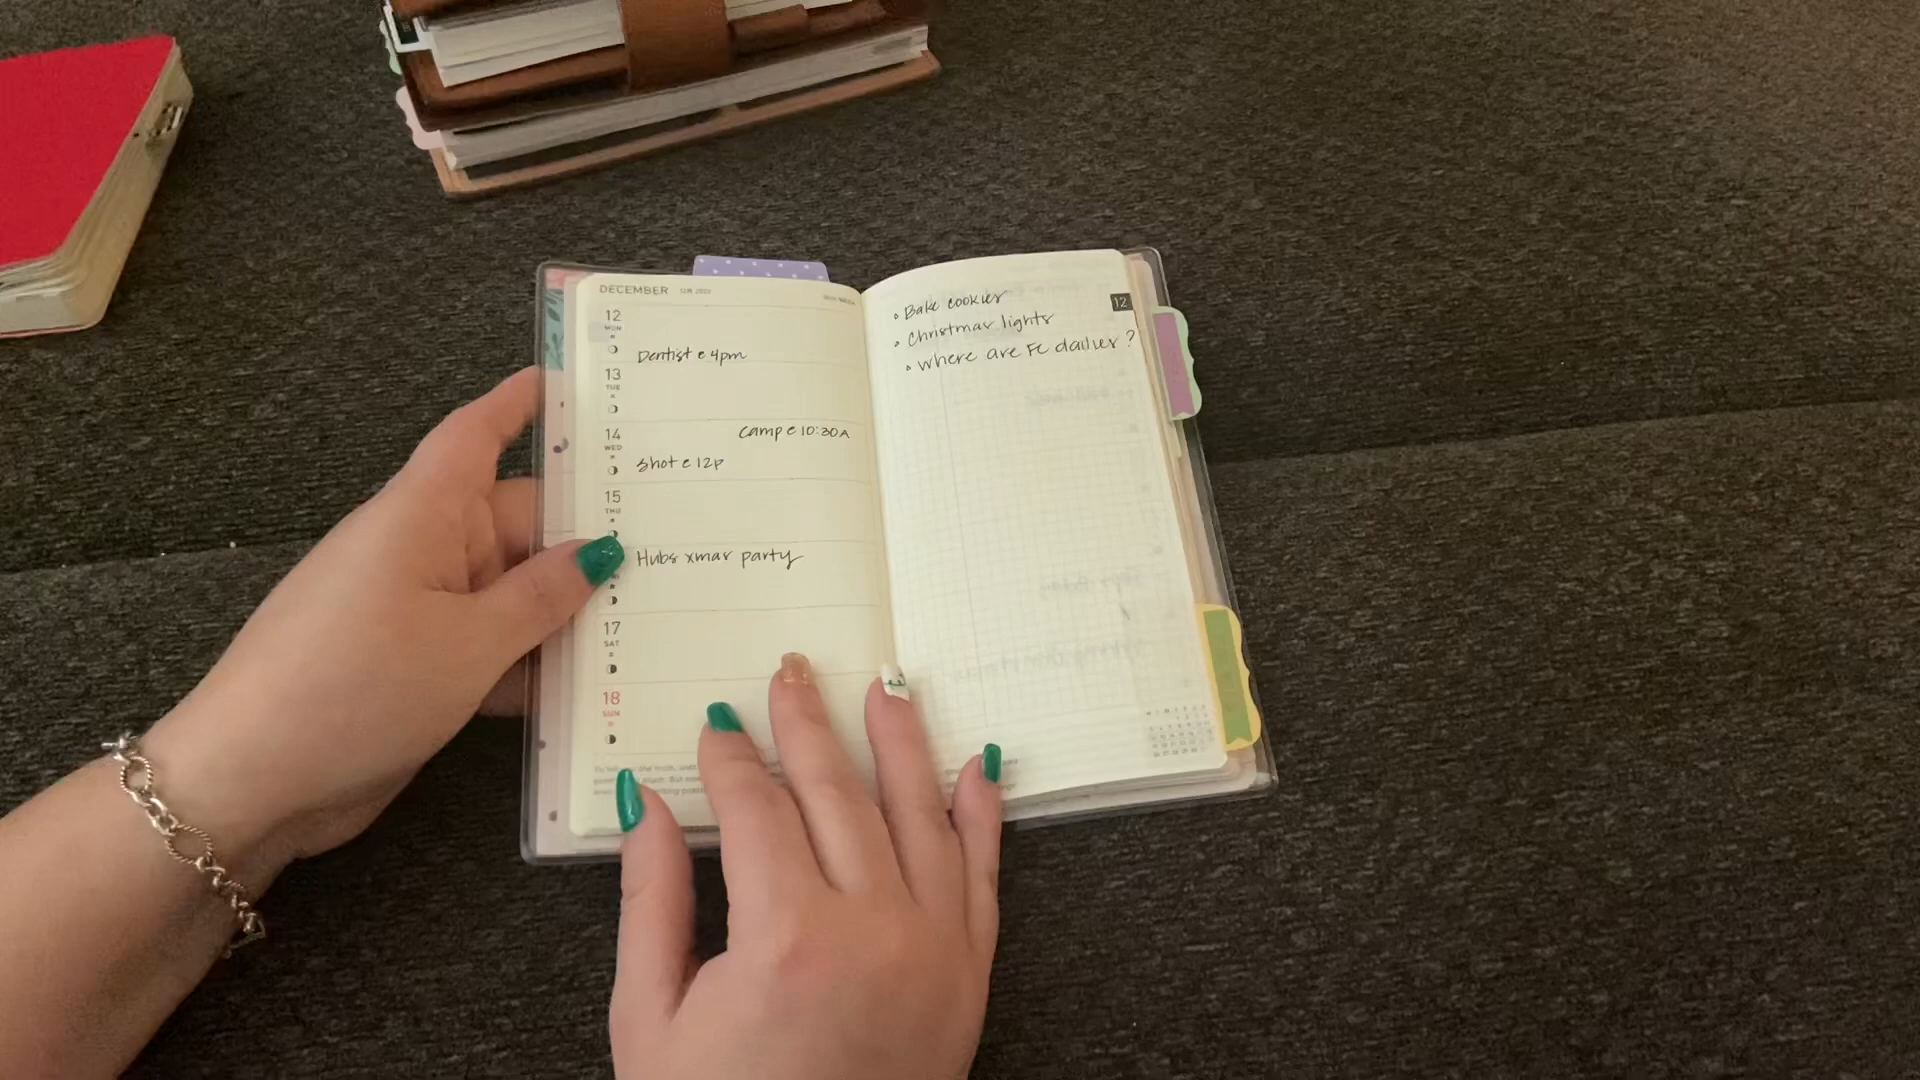 DECEMBER
12
MON
Dentist @ 4pm
13
TUE
14
WED
Camp @ 10:30A
Shot @ 12p
15
THU
Hubs xmas party
17
SAT
18
SUN
• Bake cookies
12
• Christmas lights
• Where are FC dailies?